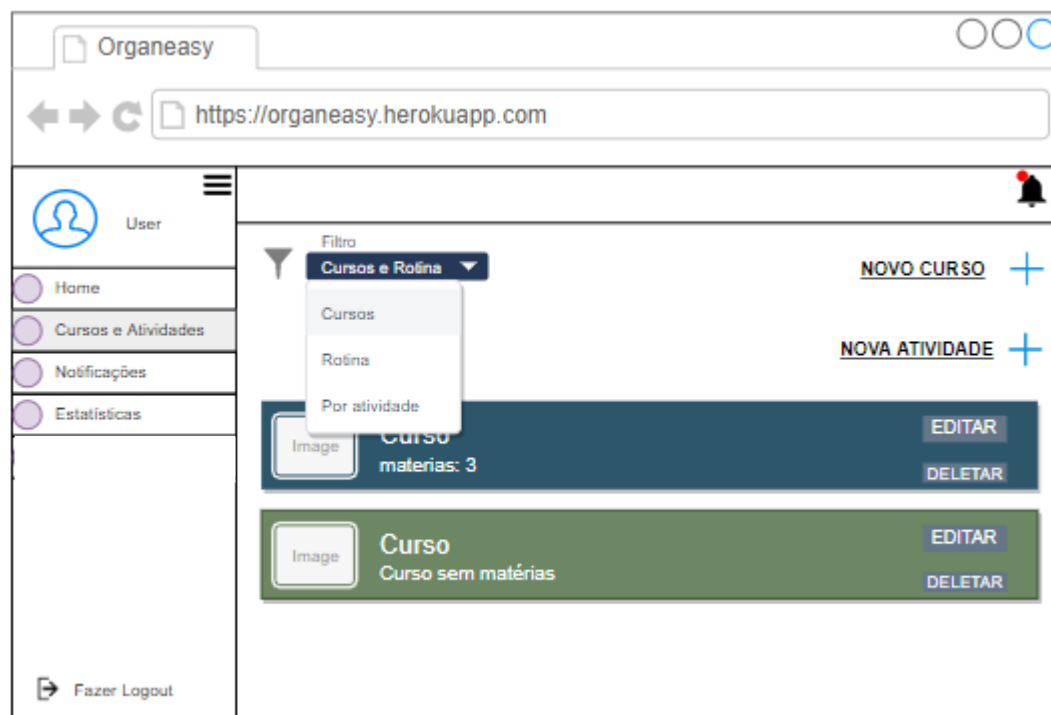 Organeasy
https://organeasy.herokuapp.com
User
Home
Cursos e Atividades
Notificações
Estatísticas
Fazer Logout
Filtro
Cursos e Rotina
Cursos
Rotina
Por atividade
NOVO CURSO
NOVA ATIVIDADE
Image
Curso
materias: 3
EDITAR
DELETAR
Image
Curso
Curso sem matérias
EDITAR
DELETAR